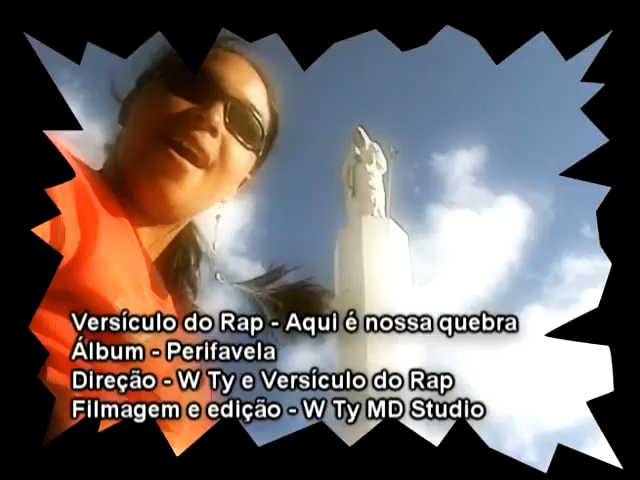 Versículo do Rap - Aqui é nossa quebra
Álbum - Perifavela
Direção - W Ty e Versículo do Rap
Filmagem e edição - W Ty MD Studio